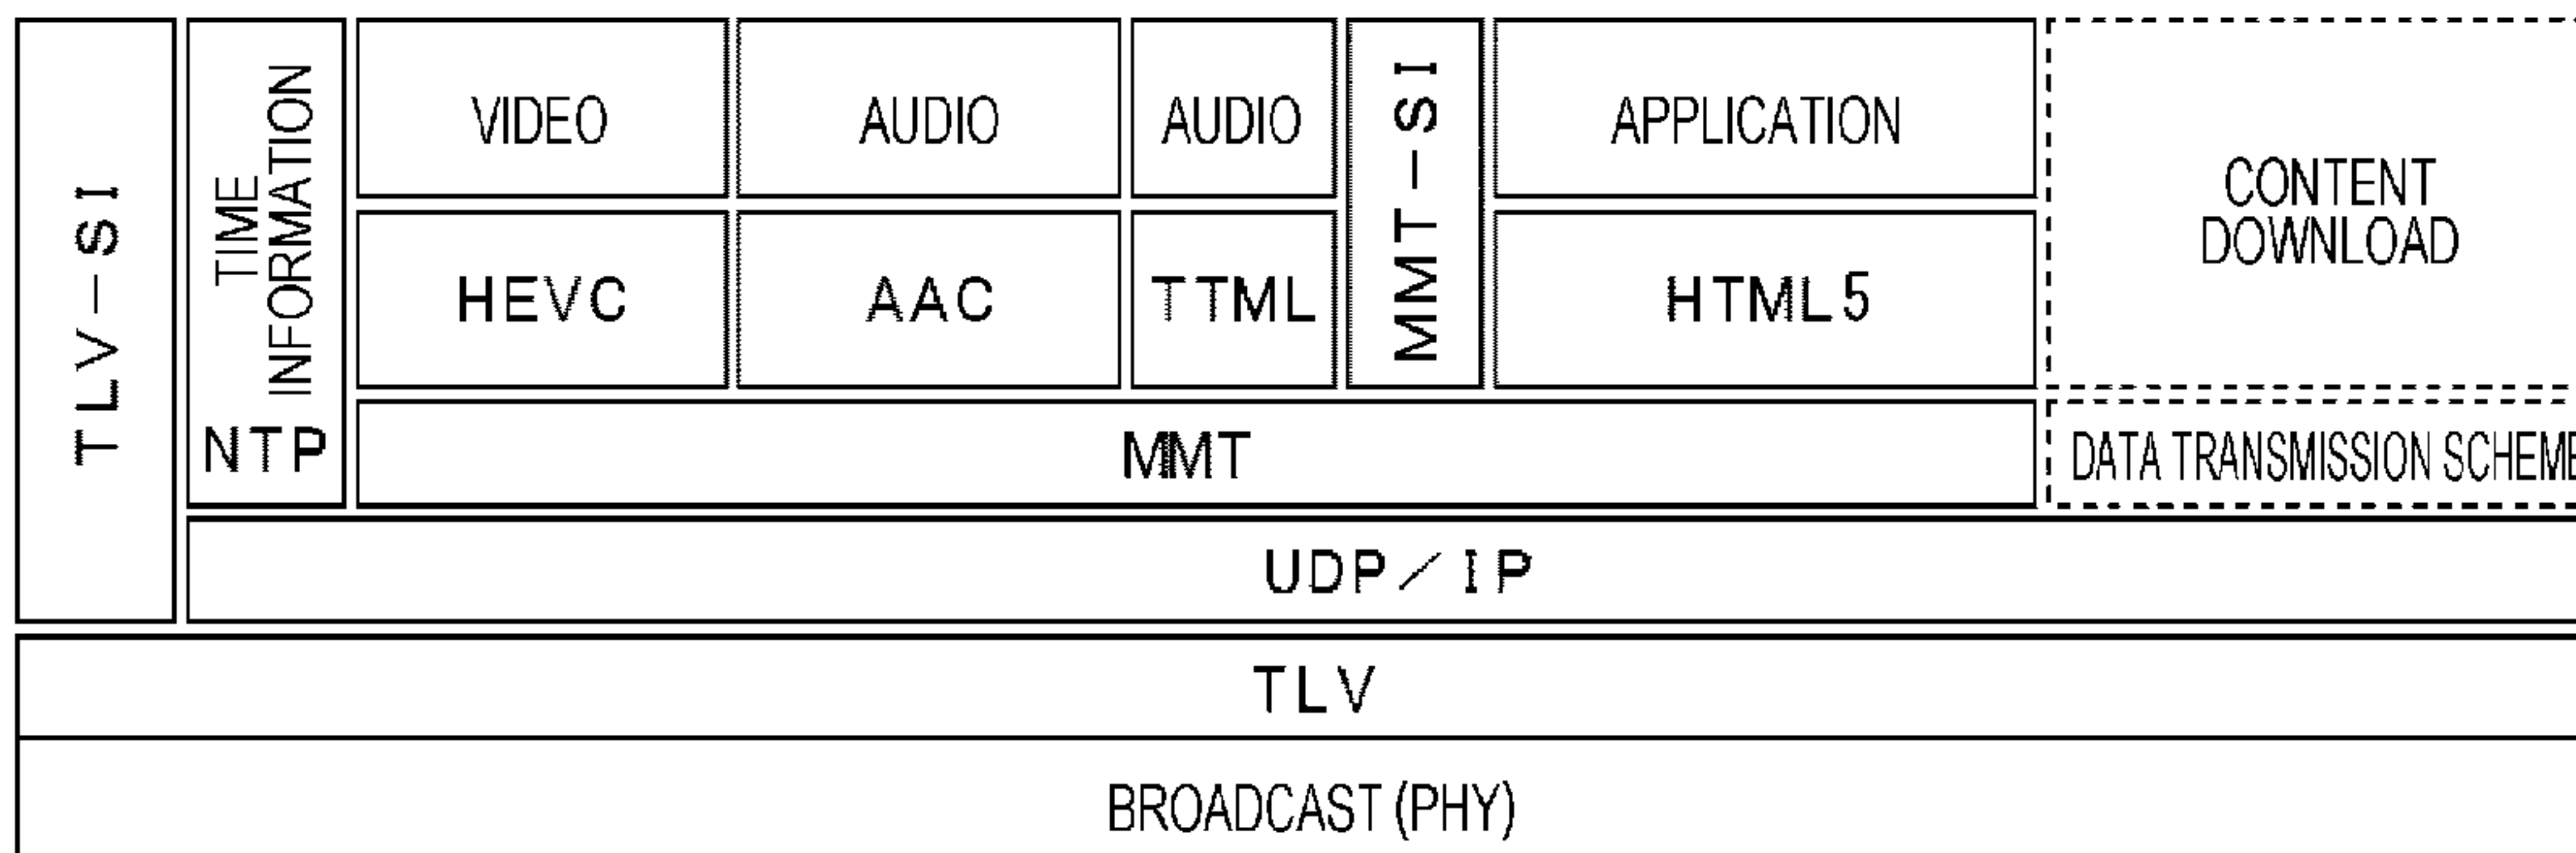 TLV-SI
TIME
INFORMATION
NTP
VIDEO
AUDIO
AUDIO
MMT-SI
APPLICATION
CONTENT
DOWNLOAD
HEVC
AAC
TTML
HTML5
MMT
DATA TRANSMISSION SCHEME
UDP/IP
TLV
BROADCAST (PHY)